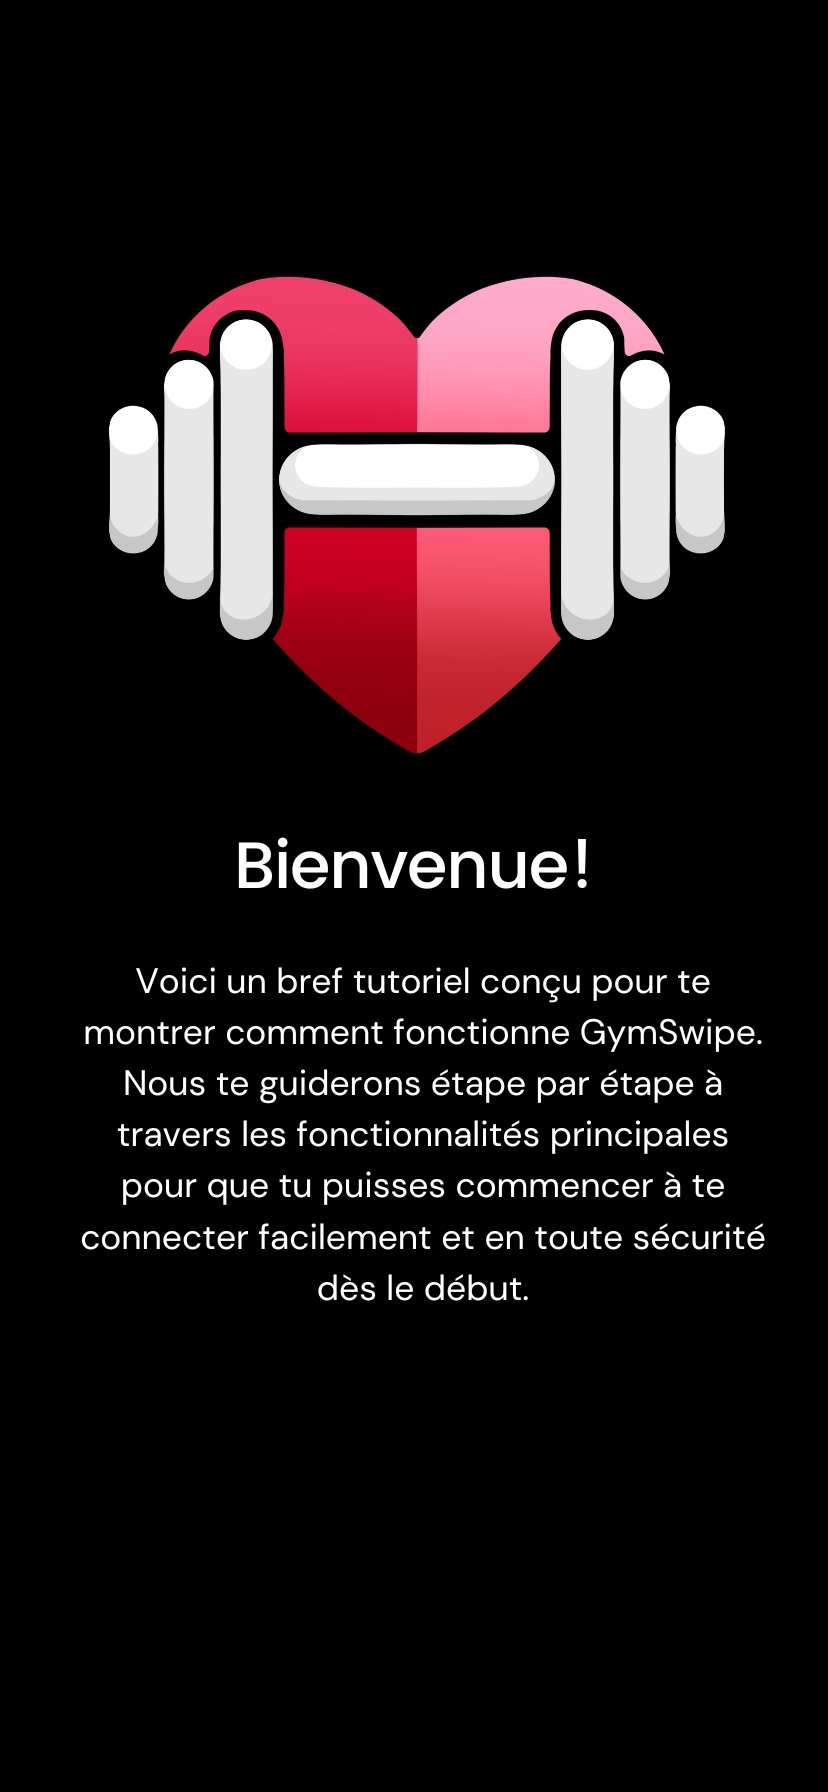 Bienvenue!
Voici un bref tutoriel conçu pour te
montrer comment fonctionne GymSwipe.
Nous te guiderons étape par étape à
travers les fonctionnalités principales
pour que tu puisses commencer à te
connecter facilement et en toute sécurité
dès le début.